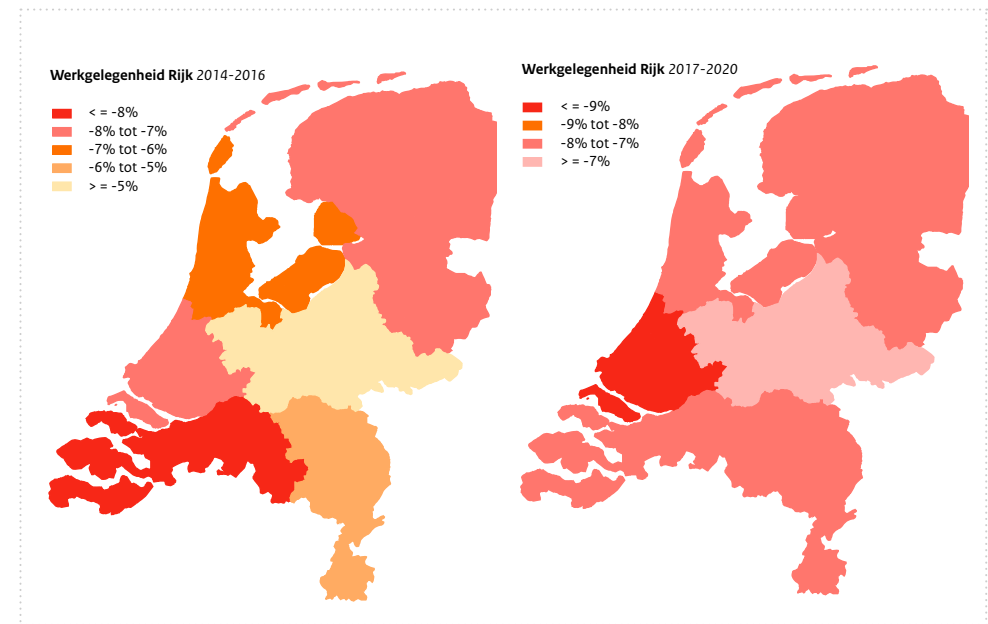 Werkgelegenheid Rijk 2014-2016
< = -8%
-8% tot -7%
-7% tot -6%
-6% tot -5%
> = -5%
Werkgelegenheid Rijk 2017-2020
< = -9%
-9% tot -8%
-8% tot -7%
> = -7%